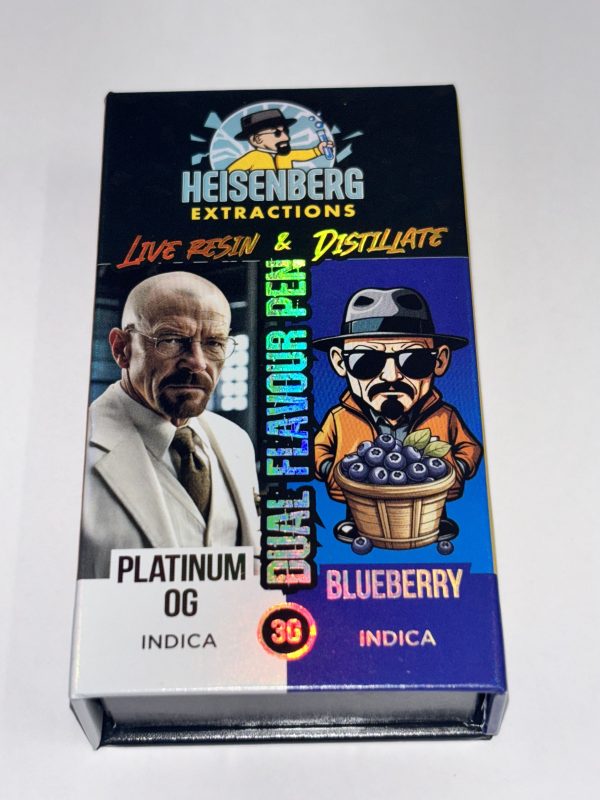 HEISENBERG
EXTRACTIONS
LIVE RESIN & DISTILLATE
DUAL FLAVOUR PEN
PLATINUM
OG
INDICA
BLUEBERRY
INDICA
3G